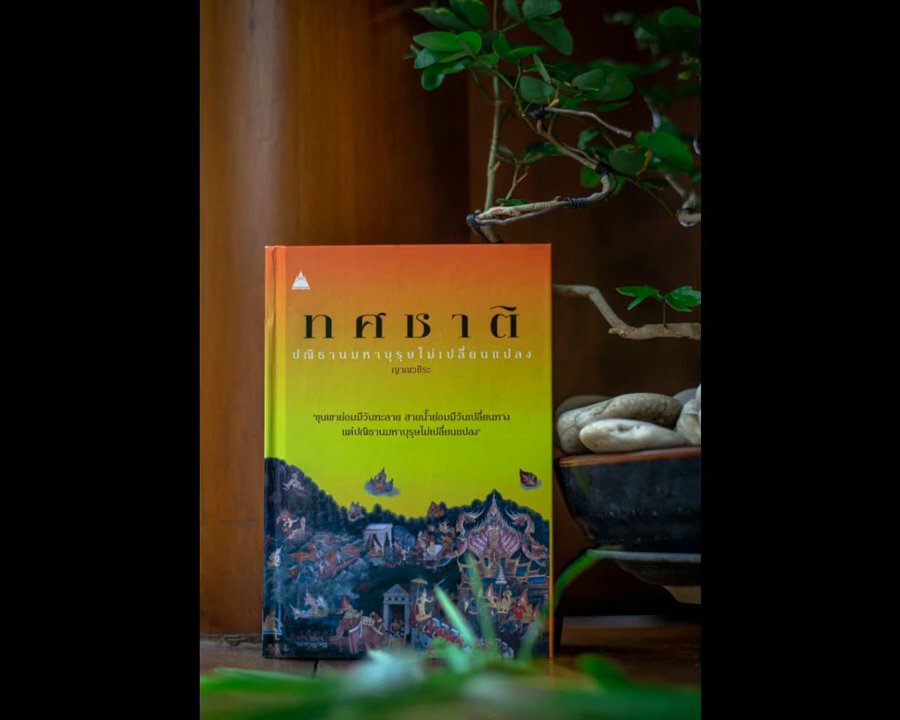 ทศชาติ
ปณิธานมหาบุรุษไม่เปลี่ยนแปลง
ญาณวชิระ
"ขุนเขาย่อมมีวันทะลาย สายน้ำย่อมมีวันเปลี่ยนทาง
แต่ปณิธานมหาบุรุษไม่เปลี่ยนแปลง"